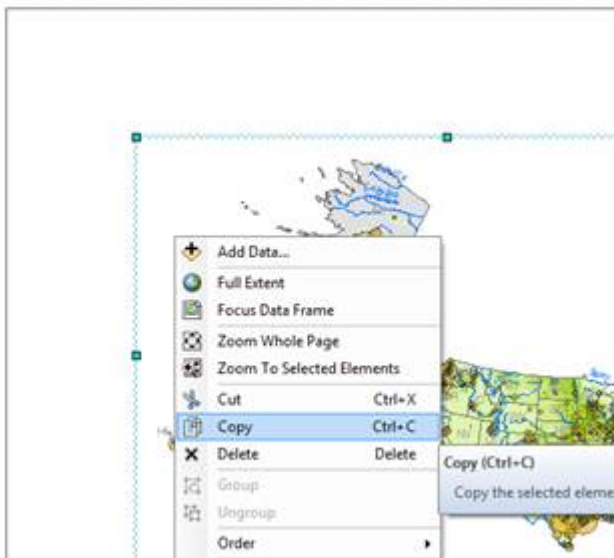 Add Data...
Full Extent
Focus Data Frame
Zoom Whole Page
Zoom To Selected Elements
Cut Ctrl+X
Copy Ctrl+C
Delete Delete
Copy (Ctrl+C)
Copy the selected eleme
Group
Ungroup
Order